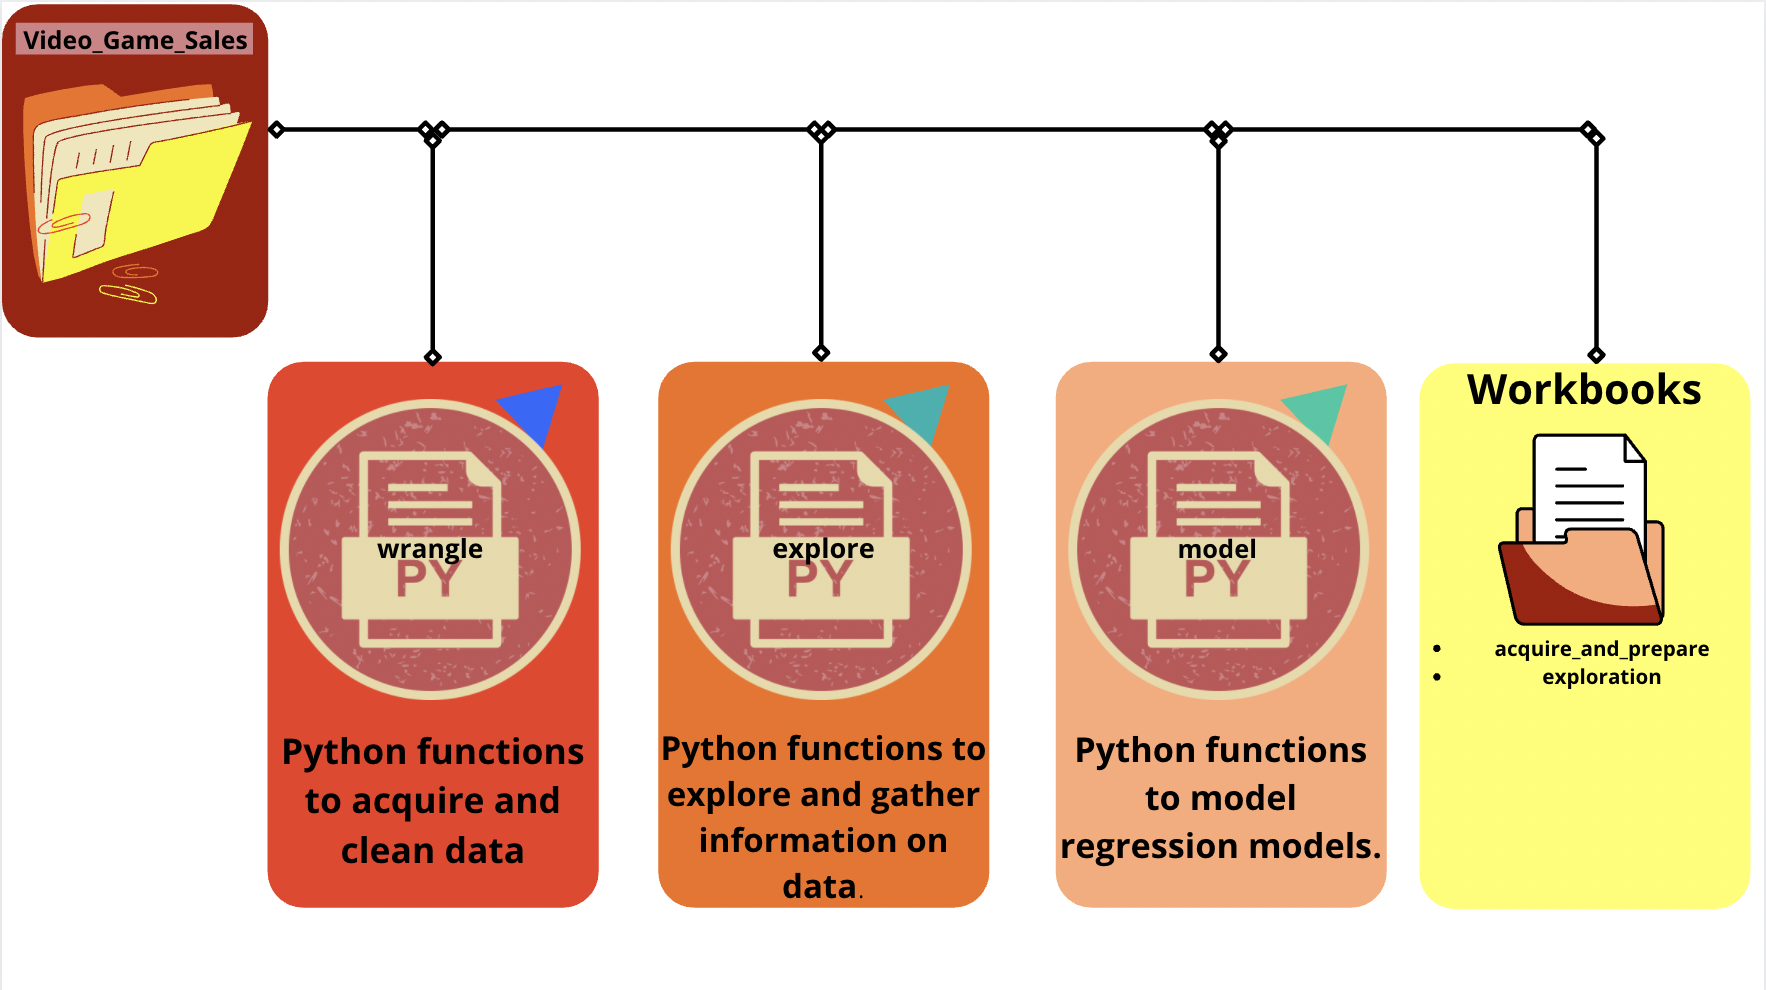 Video_Game_Sales
wrangle
PY
Python functions
to acquire and
clean data
explore
PY
Python functions to
explore and gather
information on
data.
model
PY
Python functions
to model
regression models.
Workbooks
• acquire_and_prepare
• exploration